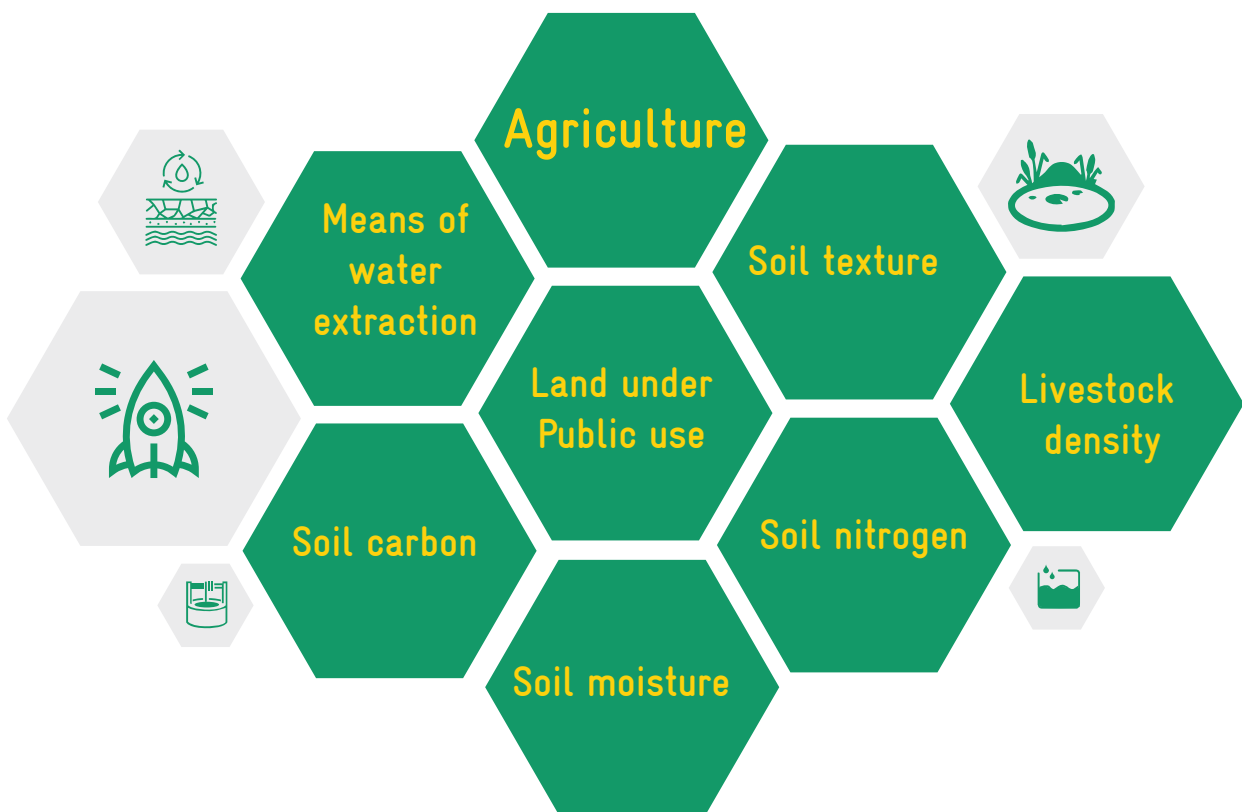 Agriculture
Means of
water
extraction
Soil texture
Land under
Public use
Livestock
density
Soil carbon
Soil nitrogen
Soil moisture